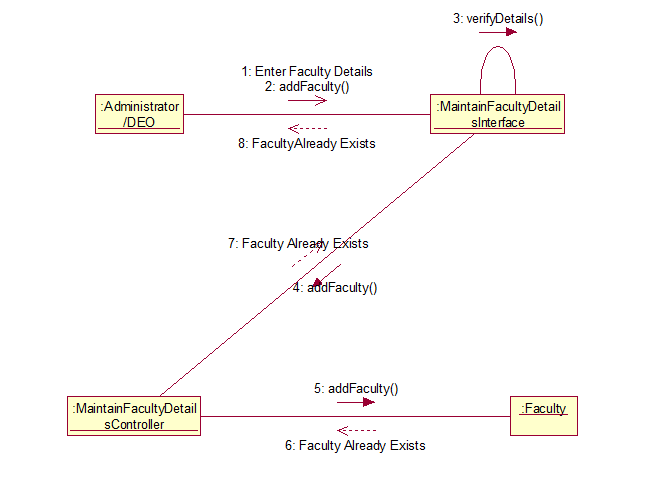 3: verifyDetails()
1: Enter Faculty Details
2: addFaculty()
:Administrator
/DEO
:MaintainFacultyDetail
sInterface
8: FacultyAlready Exists
7: Faculty Already Exists
4: addFaculty()
5: addFaculty()
:MaintainFacultyDetail
sController
:Faculty
6: Faculty Already Exists